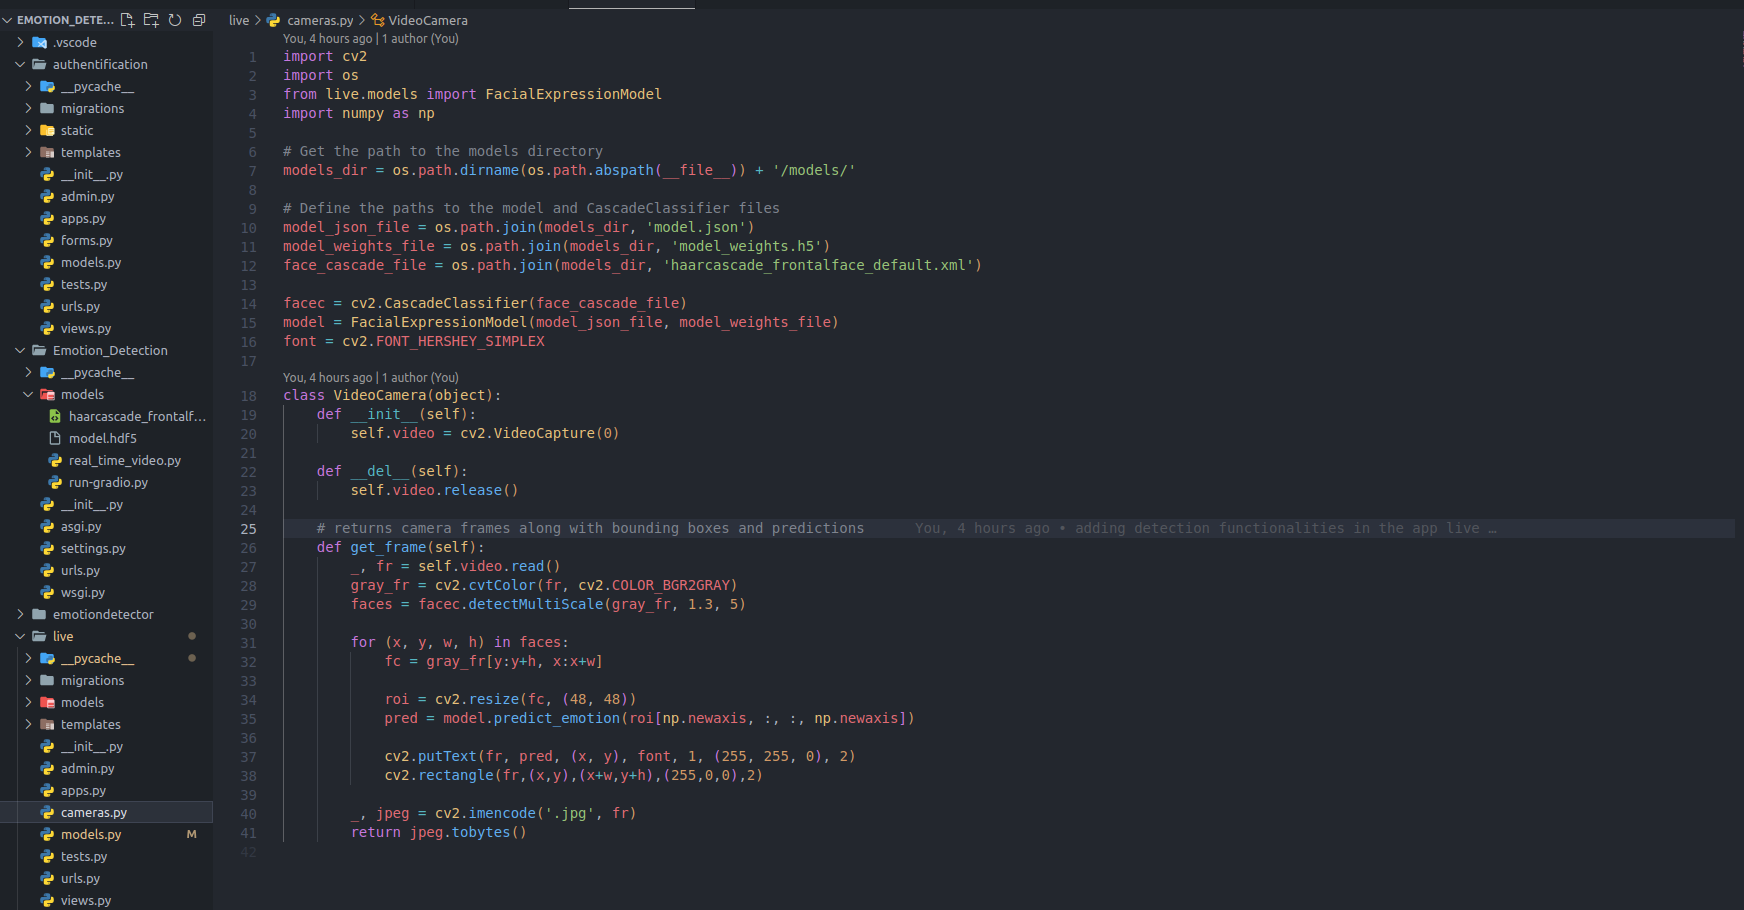 EMOTION_DETE...
.vscode
authentification
__pycache__
migrations
static
templates
__init__.py
admin.py
apps.py
forms.py
models.py
tests.py
urls.py
views.py
Emotion_Detection
__pycache__
models
haarcascade_frontalf...
model.hdf5
real_time_video.py
run-gradio.py
__init__.py
asgi.py
settings.py
urls.py
wsgi.py
emotiondetector
live
__pycache__
migrations
models
templates
__init__.py
admin.py
apps.py
cameras.py
models.py M
tests.py
urls.py
views.py
live > cameras.py > VideoCamera
You, 4 hours ago | 1 author (You)
1 import cv2
2 import os
3 from live.models import FacialExpressionModel
4 import numpy as np
5
6 # Get the path to the models directory
7 models_dir = os.path.dirname(os.path.abspath(__file__)) + '/models/'
8
9 # Define the paths to the model and CascadeClassifier files
10 model_json_file = os.path.join(models_dir, 'model.json')
11 model_weights_file = os.path.join(models_dir, 'model_weights.h5')
12 face_cascade_file = os.path.join(models_dir, 'haarcascade_frontalface_default.xml')
13
14 facec = cv2.CascadeClassifier(face_cascade_file)
15 model = FacialExpressionModel(model_json_file, model_weights_file)
16 font = cv2.FONT_HERSHEY_SIMPLEX
17
You, 4 hours ago | 1 author (You)
18 class VideoCamera(object):
19 def __init__(self):
20 self.video = cv2.VideoCapture(0)
21
22 def __del__(self):
23 self.video.release()
24
25 # returns camera frames along with bounding boxes and predictions You, 4 hours ago • adding detection functionalities in the app live …
26 def get_frame(self):
27 _, fr = self.video.read()
28 gray_fr = cv2.cvtColor(fr, cv2.COLOR_BGR2GRAY)
29 faces = facec.detectMultiScale(gray_fr, 1.3, 5)
30
31 for (x, y, w, h) in faces:
32 fc = gray_fr[y:y+h, x:x+w]
33
34 roi = cv2.resize(fc, (48, 48))
35 pred = model.predict_emotion(roi[np.newaxis, :, :, np.newaxis])
36
37 cv2.putText(fr, pred, (x, y), font, 1, (255, 255, 0), 2)
38 cv2.rectangle(fr,(x,y),(x+w,y+h),(255,0,0),2)
39
40 _, jpeg = cv2.imencode('.jpg', fr)
41 return jpeg.tobytes()
42